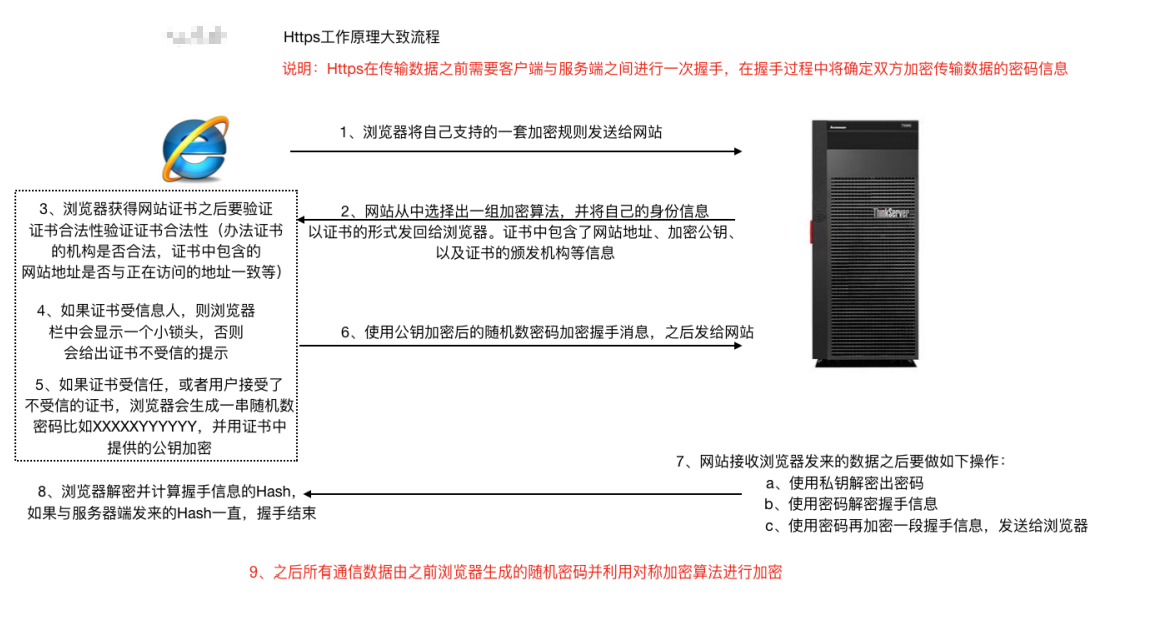 Https工作原理大致流程
说明：Https在传输数据之前需要客户端与服务端之间进行一次握手，在握手过程中将确定双方加密传输数据的密码信息
1、浏览器将自己支持的一套加密规则发送给网站
2、网站从中选择出一组加密算法，并将自己的身份信息
以证书的形式发回给浏览器。证书中包含了网站地址、加密公钥、
以及证书的颁发机构等信息
3、浏览器获得网站证书之后要验证
证书合法性验证证书合法性（办法证书
的机构是否合法，证书中包含的
网站地址是否与正在访问的地址一致等）
4、如果证书受信息人，则浏览器
栏中会显示一个小锁头，否则
会给出证书不受信的提示
5、如果证书受信任，或者用户接受了
不受信的证书，浏览器会生成一串随机数
密码比如XXXXXYYYYYY，并用证书中
提供的公钥加密
6、使用公钥加密后的随机数密码加密握手消息，之后发给网站
ThinkServer
7、网站接收浏览器发来的数据之后要做如下操作：
a、使用私钥解密出密码
b、使用密码解密握手信息
c、使用密码再加密一段握手信息，发送给浏览器
8、浏览器解密并计算握手信息的Hash，
如果与服务器端发来的Hash一直，握手结束
9、之后所有通信数据由之前浏览器生成的随机密码并利用对称加密算法进行加密